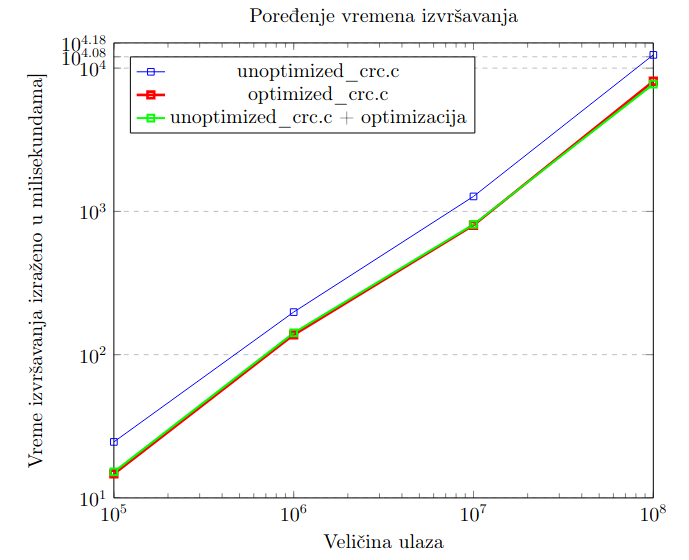 Poređenje vremena izvršavanja
10^4.18
10^4.08
10^4
10^3
10^2
10^1
Vreme izvršavanja izraženo u milisekundama]
unoptimized_crc.c
optimized_crc.c
unoptimized_crc.c + optimizacija
10^5
10^6
10^7
10^8
Veličina ulaza